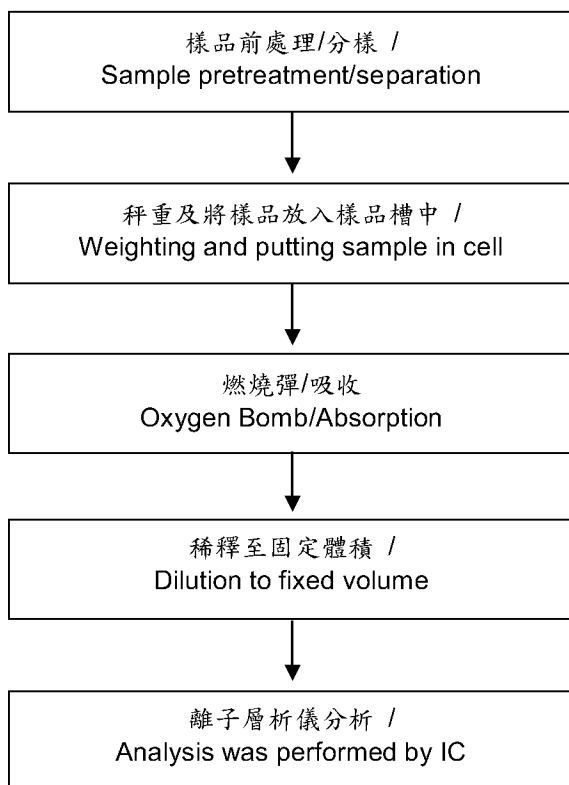 樣品前處理/分樣 /
Sample pretreatment/separation
秤重及將樣品放入樣品槽中 /
Weighting and putting sample in cell
燃燒彈/吸收
Oxygen Bomb/Absorption
稀釋至固定體積 /
Dilution to fixed volume
離子層析儀分析 /
Analysis was performed by IC